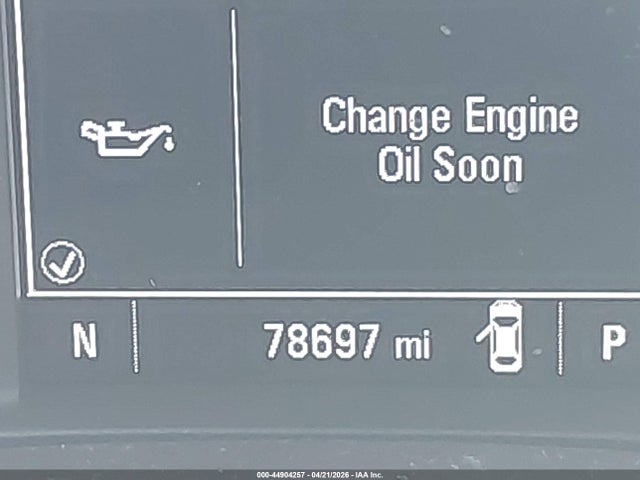 Change Engine
Oil Soon
N 78697 mi P
000-44904257 - 04/21/2026 - IAA Inc.